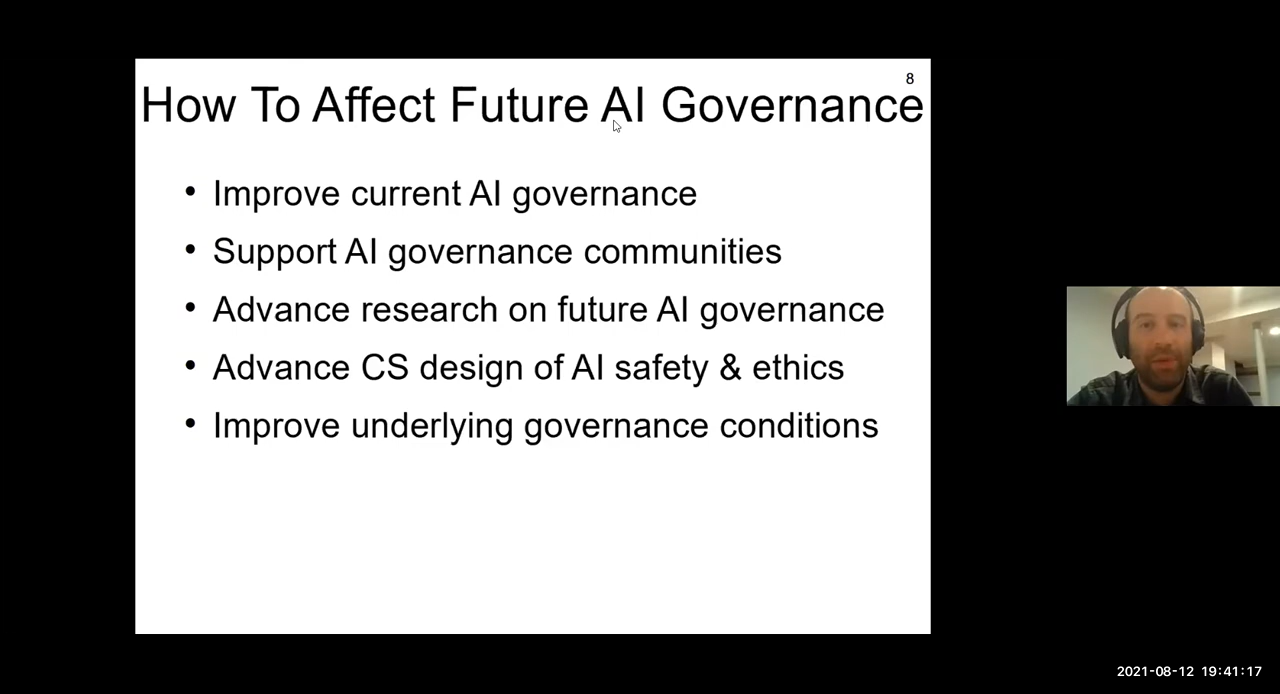 8
How To Affect Future AI Governance
• Improve current AI governance
• Support AI governance communities
• Advance research on future AI governance
• Advance CS design of AI safety & ethics
• Improve underlying governance conditions
2021-08-12 19:41:17